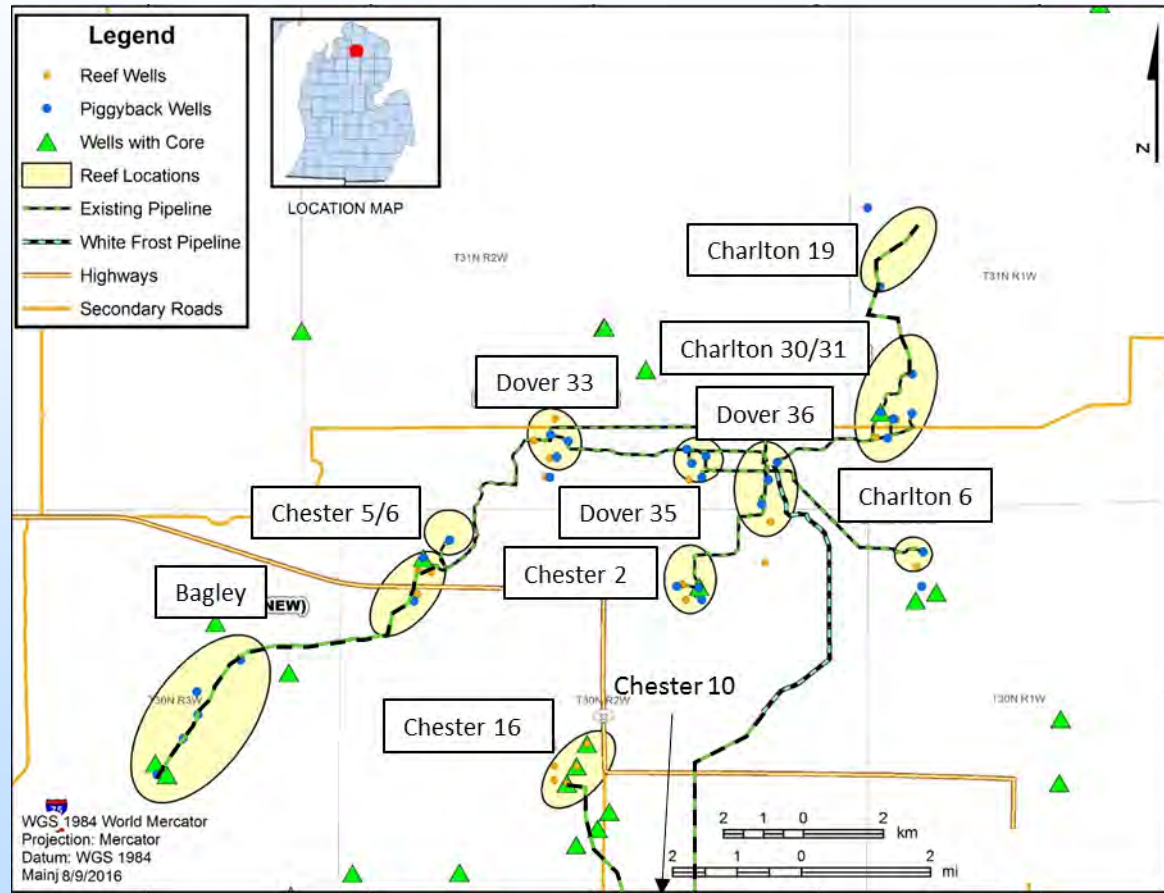 Legend
Reef Wells
Piggyback Wells
Wells with Core
Reef Locations
Existing Pipeline
White Frost Pipeline
Highways
Secondary Roads
LOCATION MAP
Z
T31N R2W
Charlton 19
T31N R1W
Charlton 30/31
Dover 33
Dover 36
Chester 5/6
Dover 35
Charlton 6
Chester 2
Bagley
NEW)
T30N R3W
Chester 10
T30N R2W
T30N R1W
Chester 16
75
WGS 1984 World Mercator
Projection: Mercator
Datum: WGS 1984
Mainj 8/9/2016
2 1 0 2
km
2 1 0 2
mi